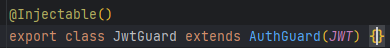 @Injectable()
export class JwtGuard extends AuthGuard(JWT) {}